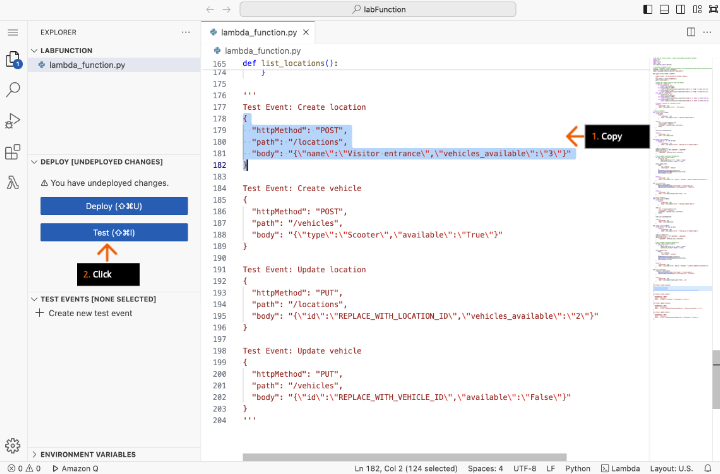 labFunction
EXPLORER
LABFUNCTION
lambda_function.py
1
DEPLOY [UNDEPLOYED CHANGES]
You have undeployed changes.
Deploy (⇧⌘U)
Test (⇧⌘I)
2. Click
TEST EVENTS [NONE SELECTED]
+ Create new test event
ENVIRONMENT VARIABLES
lambda_function.py
lambda_function.py
165 def list_locations():
174 }
175
176 '''
177 Test Event: Create location
178 {
179 "httpMethod": "POST",
180 "path": "/locations",
181 "body": "{\"name\":\"Visitor entrance\",\"vehicles_available\":\"3\"}"
182 }
1. Copy
183
184 Test Event: Create vehicle
185 {
186 "httpMethod": "POST",
187 "path": "/vehicles",
188 "body": "{\"type\":\"Scooter\",\"available\":\"True\"}"
189 }
190
191 Test Event: Update location
192 {
193 "httpMethod": "PUT",
194 "path": "/locations",
195 "body": "{\"id\":\"REPLACE_WITH_LOCATION_ID\",\"vehicles_available\":\"2\"}"
196 }
197
198 Test Event: Update vehicle
199 {
200 "httpMethod": "PUT",
201 "path": "/vehicles",
202 "body": "{\"id\":\"REPLACE_WITH_VEHICLE_ID\",\"available\":\"False\"}"
203 }
204 '''
0 0 Amazon Q Ln 182, Col 2 (124 selected) Spaces: 4 UTF-8 LF Python Lambda Layout: U.S.